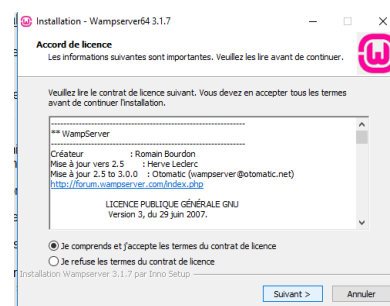 Installation - Wampserver64 3.1.7
Accord de licence
Les informations suivantes sont importantes. Veuillez les lire avant de continuer.
Veuillez lire le contrat de licence suivant. Vous devez en accepter tous les termes
avant de continuer l'installation.
------------------------------------------------------------
** WampServer
------------------------------------------------------------
Créateur : Romain Bourdon
Mise à jour vers 2.5 : Herve Leclerc
Mise à jour 2.5 to 3.0.0 : Otomatic (wampserver@otomatic.net)
http://forum.wampserver.com/index.php
LICENCE PUBLIQUE GÉNÉRALE GNU
Version 3, du 29 juin 2007.
Je comprends et j'accepte les termes du contrat de licence
Je refuse les termes du contrat de licence
Installation Wampserver 3.1.7 par Inno Setup
Suivant >
Annuler